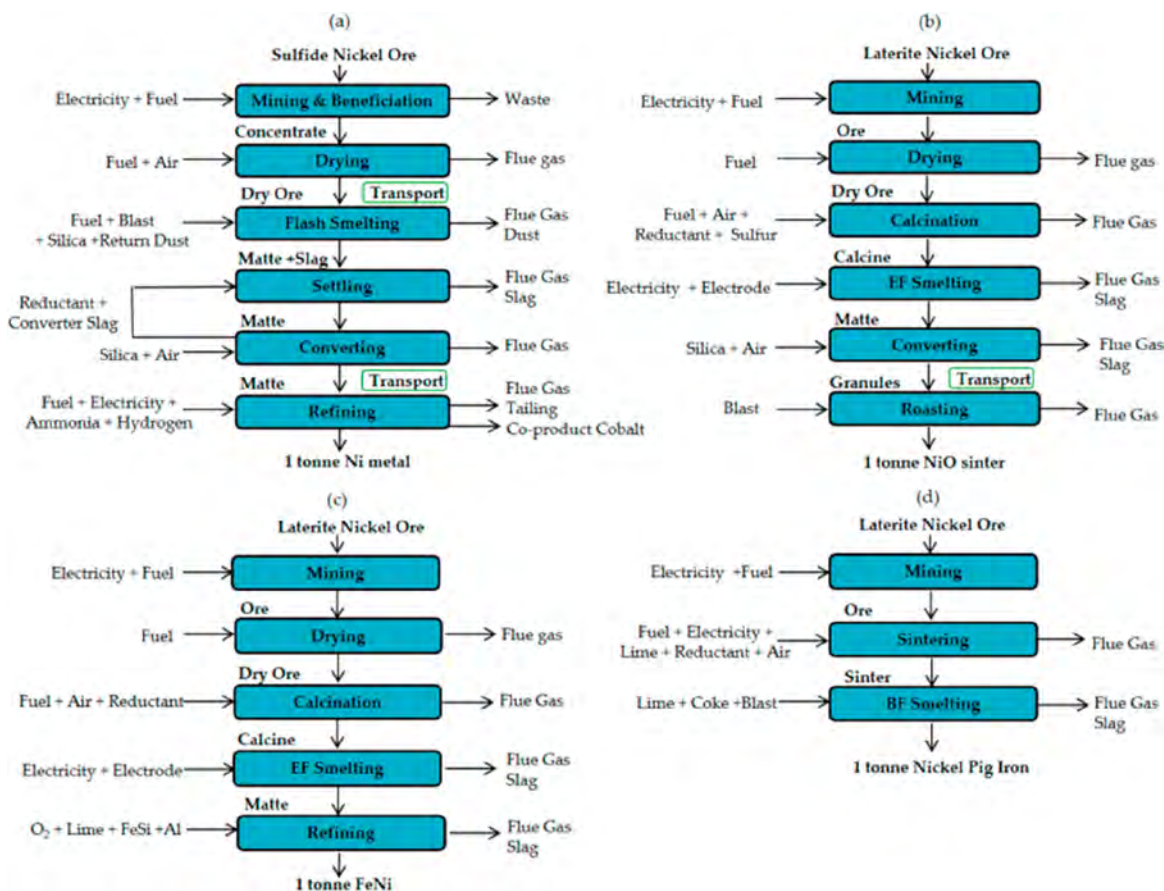 (a)
Sulfide Nickel Ore
Electricity + Fuel
Mining & Beneficiation
Waste
Concentrate
Fuel + Air
Drying
Flue gas
Dry Ore
Transport
Fuel + Blast
+ Silica +Return Dust
Flash Smelting
Flue Gas
Dust
Matte +Slag
Settling
Flue Gas
Slag
Reductant +
Converter Slag
Matte
Silica + Air
Converting
Flue Gas
Matte
Transport
Fuel + Electricity +
Ammonia + Hydrogen
Refining
Flue Gas
Tailing
Co-product Cobalt
1 tonne Ni metal
(b)
Laterite Nickel Ore
Electricity + Fuel
Mining
Ore
Fuel
Drying
Flue gas
Dry Ore
Fuel + Air +
Reductant + Sulfur
Calcination
Flue Gas
Calcine
Electricity + Electrode
EF Smelting
Flue Gas
Slag
Matte
Silica + Air
Converting
Flue Gas
Slag
Granules
Transport
Blast
Roasting
Flue Gas
1 tonne NiO sinter
(c)
Laterite Nickel Ore
Electricity + Fuel
Mining
Ore
Fuel
Drying
Flue gas
Dry Ore
Fuel + Air + Reductant
Calcination
Flue Gas
Calcine
Electricity + Electrode
EF Smelting
Flue Gas
Slag
Matte
O₂ + Lime + FeSi +Al
Refining
Flue Gas
Slag
1 tonne FeNi
(d)
Laterite Nickel Ore
Electricity +Fuel
Mining
Ore
Fuel + Electricity +
Lime + Reductant + Air
Sintering
Flue Gas
Sinter
Lime + Coke +Blast
BF Smelting
Flue Gas
Slag
1 tonne Nickel Pig Iron